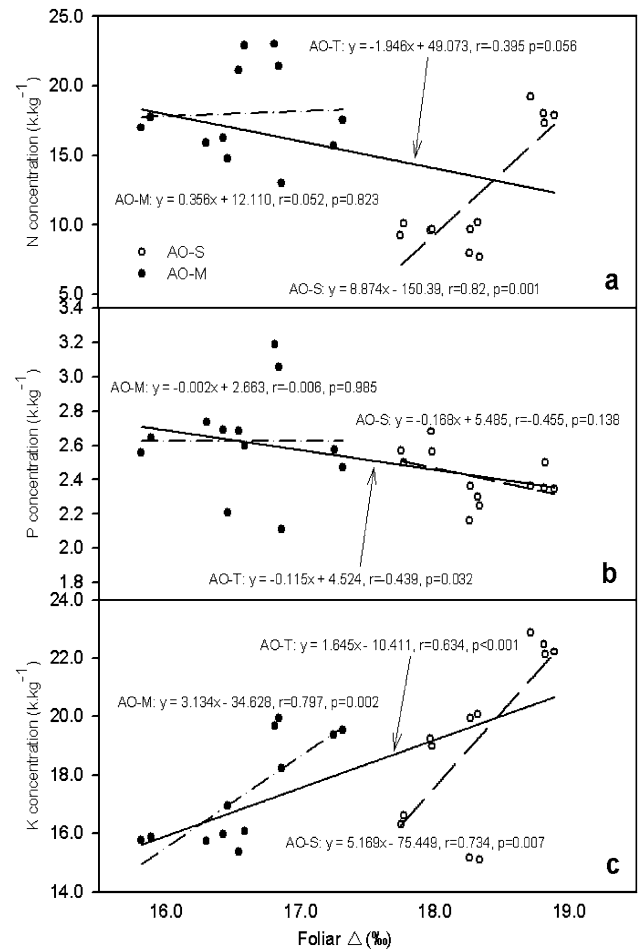 a
25.0
20.0
15.0
10.0
5.0
N concentration (k.kg⁻¹)
AO-T: y = -1.946x + 49.073, r=-0.395 p=0.056
AO-M: y = 0.356x + 12.110, r=0.052, p=0.823
AO-S
AO-M
AO-S: y = 8.874x - 150.39, r=0.82, p=0.001
a
3.4
3.2
3.0
2.8
2.6
2.4
2.2
2.0
1.8
P concentration (k.kg⁻¹)
AO-M: y = -0.002x + 2.663, r=-0.006, p=0.985
AO-S: y = -0.168x + 5.485, r=-0.455, p=0.138
AO-T: y = -0.115x + 4.524, r=-0.439, p=0.032
b
24.0
22.0
20.0
18.0
16.0
14.0
K concentration (k.kg⁻¹)
AO-T: y = 1.645x - 10.411, r=0.634, p<0.001
AO-M: y = 3.134x - 34.628, r=0.797, p=0.002
AO-S: y = 5.169x - 75.449, r=0.734, p=0.007
c
16.0 17.0 18.0 19.0
Foliar △ (‰)